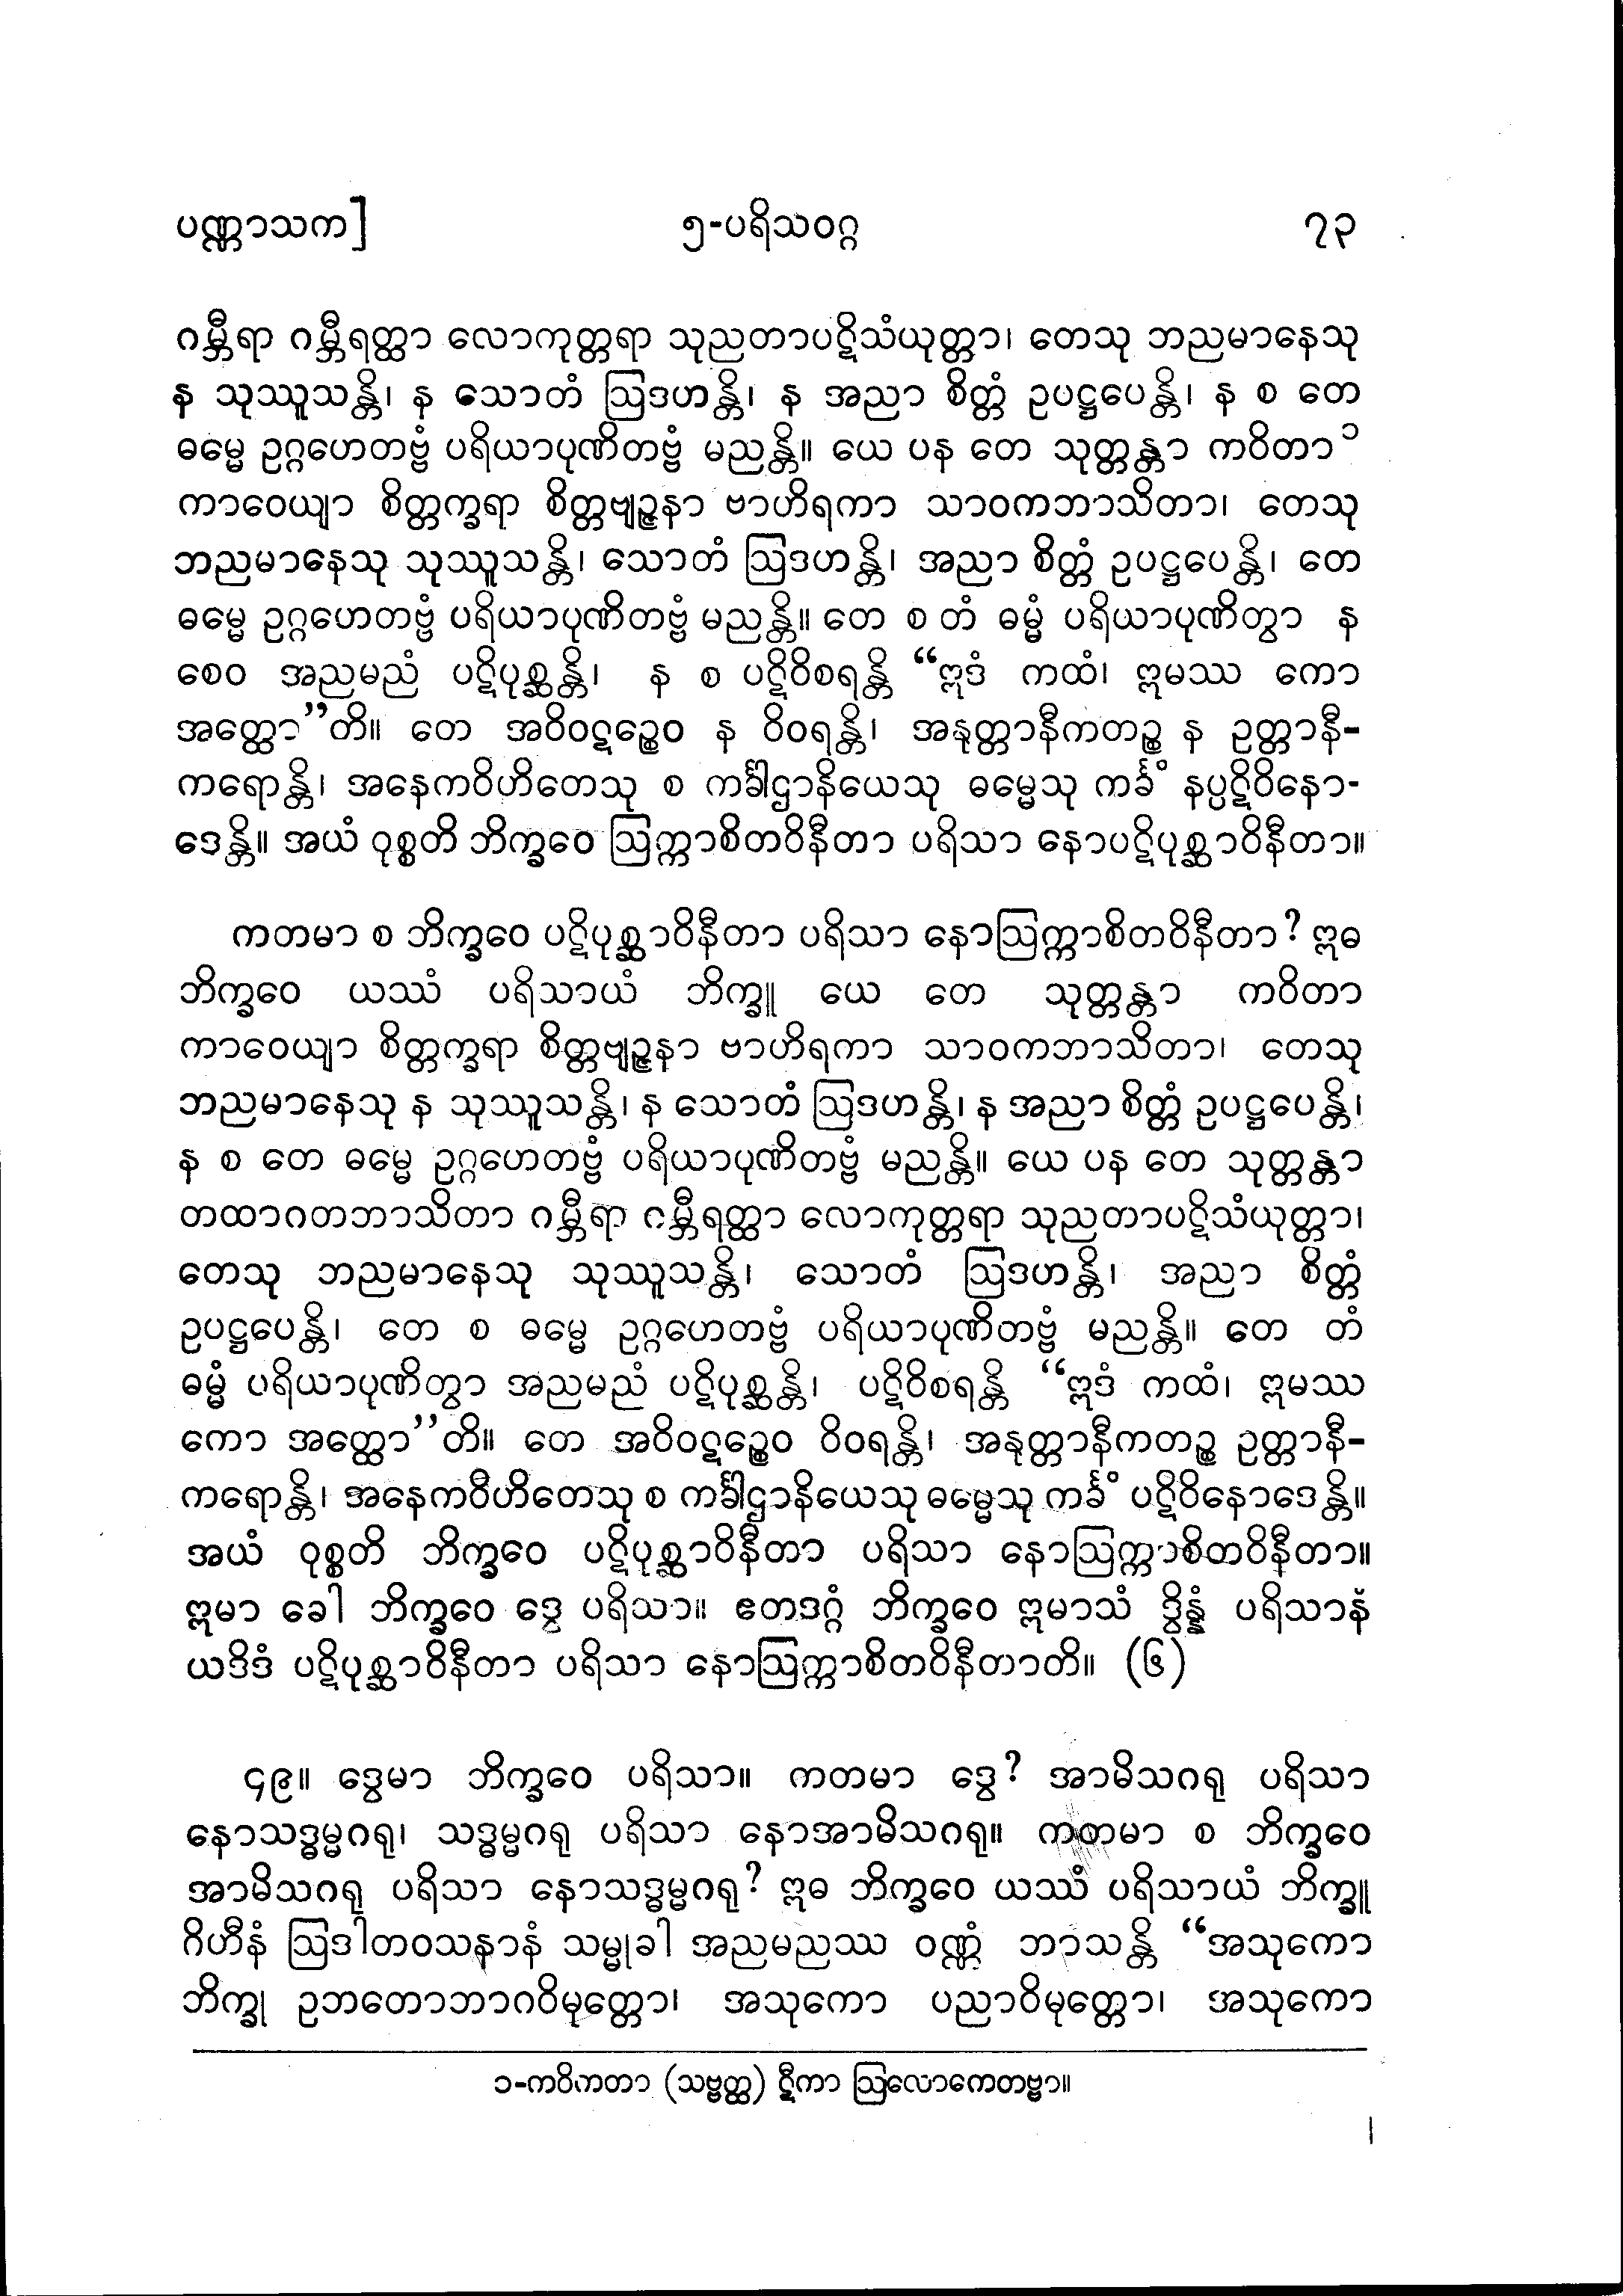 ပဏ္ဏာသက] ၅-ပရိသဝဂ္ဂ ၇၃
ဂမ္ဘီရာ ဂမ္ဘီရတ္ထာ လောကုတ္တရာ သုညတာပဋိသံယုတ္တာ၊ တေသု ဘညမာနေသု
န သုဿူသန္တိ၊ န သောတံ ဩဒဟန္တိ၊ န အညာ စိတ္တံ ဥပဋ္ဌပေန္တိ၊ န စ တေ
ဓမ္မေ ဥဂ္ဂဟေတဗ္ဗံ ပရိယာပုဏိတဗ္ဗံ မညန္တိ။ ယေ ပန တေ သုတ္တန္တာ ကဝိတာ ၁
ကာဝေယျာ စိတ္တက္ခရာ စိတ္တဗျဉ္ဇနာ ဗာဟိရကာ သာဝကဘာသိတာ၊ တေသု
ဘညမာနေသု သုဿူသန္တိ၊ သောတံ ဩဒဟန္တိ၊ အညာ စိတ္တံ ဥပဋ္ဌပေန္တိ၊ တေ
ဓမ္မေ ဥဂ္ဂဟေတဗ္ဗံ ပရိယာပုဏိတဗ္ဗံ မညန္တိ။ တေ စ တံ ဓမ္မံ ပရိယာပုဏိတွာ န
စေဝ အညမညံ ပဋိပုစ္ဆန္တိ၊ န စ ပဋိဝိစရန္တိ “ဣဒံ ကထံ၊ ဣမဿ ကော
အတ္ထော”တိ။ တေ အဝိဝဋဉ္စေဝ န ဝိဝရန္တိ၊ အနုတ္တာနီကတဉ္စ န ဥတ္တာနီ-
ကရောန္တိ၊ အနေကဝိဟိတေသု စ ကင်္ခါဌာနိယေသု ဓမ္မေသု ကင်္ခံ နပ္ပဋိဝိနော-
ဒေန္တိ။ အယံ ဝုစ္စတိ ဘိက္ခဝေ ဩက္ကာစိတဝိနီတာ ပရိသာ နောပဋိပုစ္ဆာဝိနီတာ။
ကတမာ စ ဘိက္ခဝေ ပဋိပုစ္ဆာဝိနီတာ ပရိသာ နောဩက္ကာစိတဝိနီတာ? ဣဓ
ဘိက္ခဝေ ယဿံ ပရိသာယံ ဘိက္ခူ ယေ တေ သုတ္တန္တာ ကဝိတာ
ကာဝေယျာ စိတ္တက္ခရာ စိတ္တဗျဉ္ဇနာ ဗာဟိရကာ သာဝကဘာသိတာ၊ တေသု
ဘညမာနေသု န သုဿူသန္တိ၊ န သောတံ ဩဒဟန္တိ၊ န အညာ စိတ္တံ ဥပဋ္ဌပေန္တိ၊
န စ တေ ဓမ္မေ ဥဂ္ဂဟေတဗ္ဗံ ပရိယာပုဏိတဗ္ဗံ မညန္တိ။ ယေ ပန တေ သုတ္တန္တာ
တထာဂတဘာသိတာ ဂမ္ဘီရာ ဂမ္ဘီရတ္ထာ လောကုတ္တရာ သုညတာပဋိသံယုတ္တာ၊
တေသု ဘညမာနေသု သုဿူသန္တိ၊ သောတံ ဩဒဟန္တိ၊ အညာ စိတ္တံ
ဥပဋ္ဌပေန္တိ၊ တေ စ ဓမ္မေ ဥဂ္ဂဟေတဗ္ဗံ ပရိယာပုဏိတဗ္ဗံ မညန္တိ။ တေ တံ
ဓမ္မံ ပရိယာပုဏိတွာ အညမညံ ပဋိပုစ္ဆန္တိ၊ ပဋိဝိစရန္တိ “ဣဒံ ကထံ၊ ဣမဿ
ကော အတ္ထော”တိ။ တေ အဝိဝဋဉ္စေဝ ဝိဝရန္တိ၊ အနုတ္တာနီကတဉ္စ ဥတ္တာနီ-
ကရောန္တိ၊ အနေကဝိဟိတေသု စ ကင်္ခါဌာနိယေသု ဓမ္မေသု ကင်္ခံ ပဋိဝိနောဒေန္တိ။
အယံ ဝုစ္စတိ ဘိက္ခဝေ ပဋိပုစ္ဆာဝိနီတာ ပရိသာ နောဩက္ကာစိတဝိနီတာ။
ဣမာ ခေါ ဘိက္ခဝေ ဒွေ ပရိသာ။ ဧတဒဂ္ဂံ ဘိက္ခဝေ ဣမာသံ ဒွိန္နံ ပရိသာနံ
ယဒိဒံ ပဋိပုစ္ဆာဝိနီတာ ပရိသာ နောဩက္ကာစိတဝိနီတာတိ။ (၆)
၄၉။ ဒွေမာ ဘိက္ခဝေ ပရိသာ။ ကတမာ ဒွေ? အာမိသဂရု ပရိသာ
နောသဒ္ဓမ္မဂရု၊ သဒ္ဓမ္မဂရု ပရိသာ နောအာမိသဂရု။ ကတမာ စ ဘိက္ခဝေ
အာမိသဂရု ပရိသာ နောသဒ္ဓမ္မဂရု? ဣဓ ဘိက္ခဝေ ယဿံ ပရိသာယံ ဘိက္ခူ
ဂိဟီနံ ဩဒါတဝသနာနံ သမ္မုခါ အညမညဿ ဝဏ္ဏံ ဘာသန္တိ “အသုကော
ဘိက္ခု ဥဘတောဘာဂဝိမုတ္တော၊ အသုကော ပညာဝိမုတ္တော၊ အသုကော
၁-ကဝိကတာ (သဗ္ဗတ္ထ) ဋီကာ ဩလောကေတဗ္ဗာ။